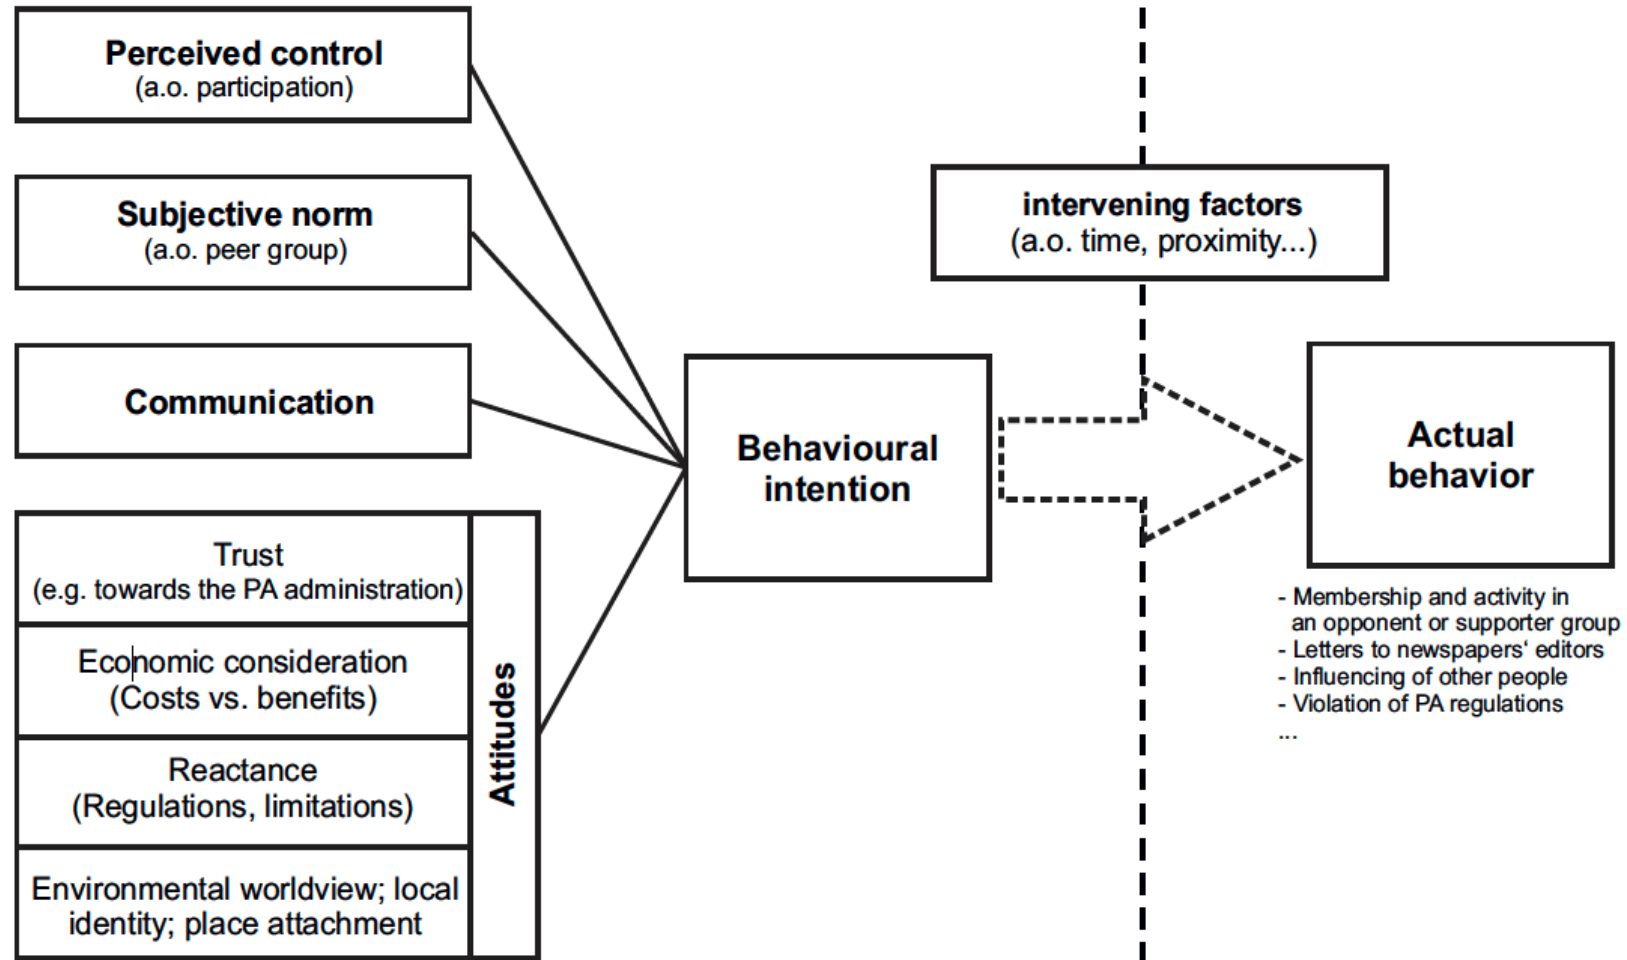 Perceived control
(a.o. participation)
Subjective norm
(a.o. peer group)
Communication
Trust
(e.g. towards the PA administration)
Economic consideration
(Costs vs. benefits)
Reactance
(Regulations, limitations)
Environmental worldview; local
identity; place attachment
Attitudes
Behavioural
intention
intervening factors
(a.o. time, proximity...)
Actual
behavior
- Membership and activity in
an opponent or supporter group
- Letters to newspapers‘ editors
- Influencing of other people
- Violation of PA regulations
...